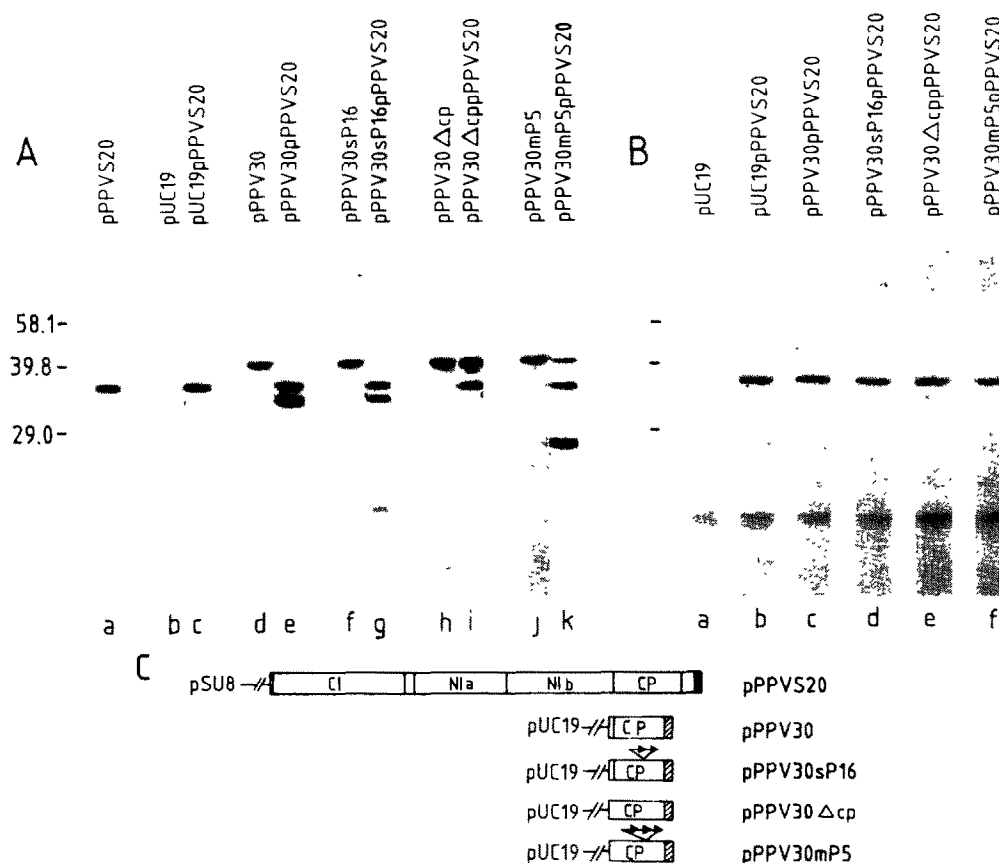 A
pPPVS20
pUC19
pUC19pPPVS20
pPPV30
pPPV30pPPVS20
pPPV30sP16
pPPV30sP16pPPVS20
pPPV30Δcp
pPPV30ΔcppPPVS20
pPPV30mP5
pPPV30mP5pPPVS20
B
pUC19
pUC19pPPVS20
pPPV30pPPVS20
pPPV30sP16pPPVS20
pPPV30ΔcppPPVS20
pPPV30mP5pPPVS20
58.1-
39.8-
29.0-
a b c d e f g h i j k
a b c d e f
C
pSU8 CI NIa NIb CP pPPVS20
pUC19 CP pPPV30
pUC19 CP pPPV30sP16
pUC19 CP pPPV30Δcp
pUC19 CP pPPV30mP5